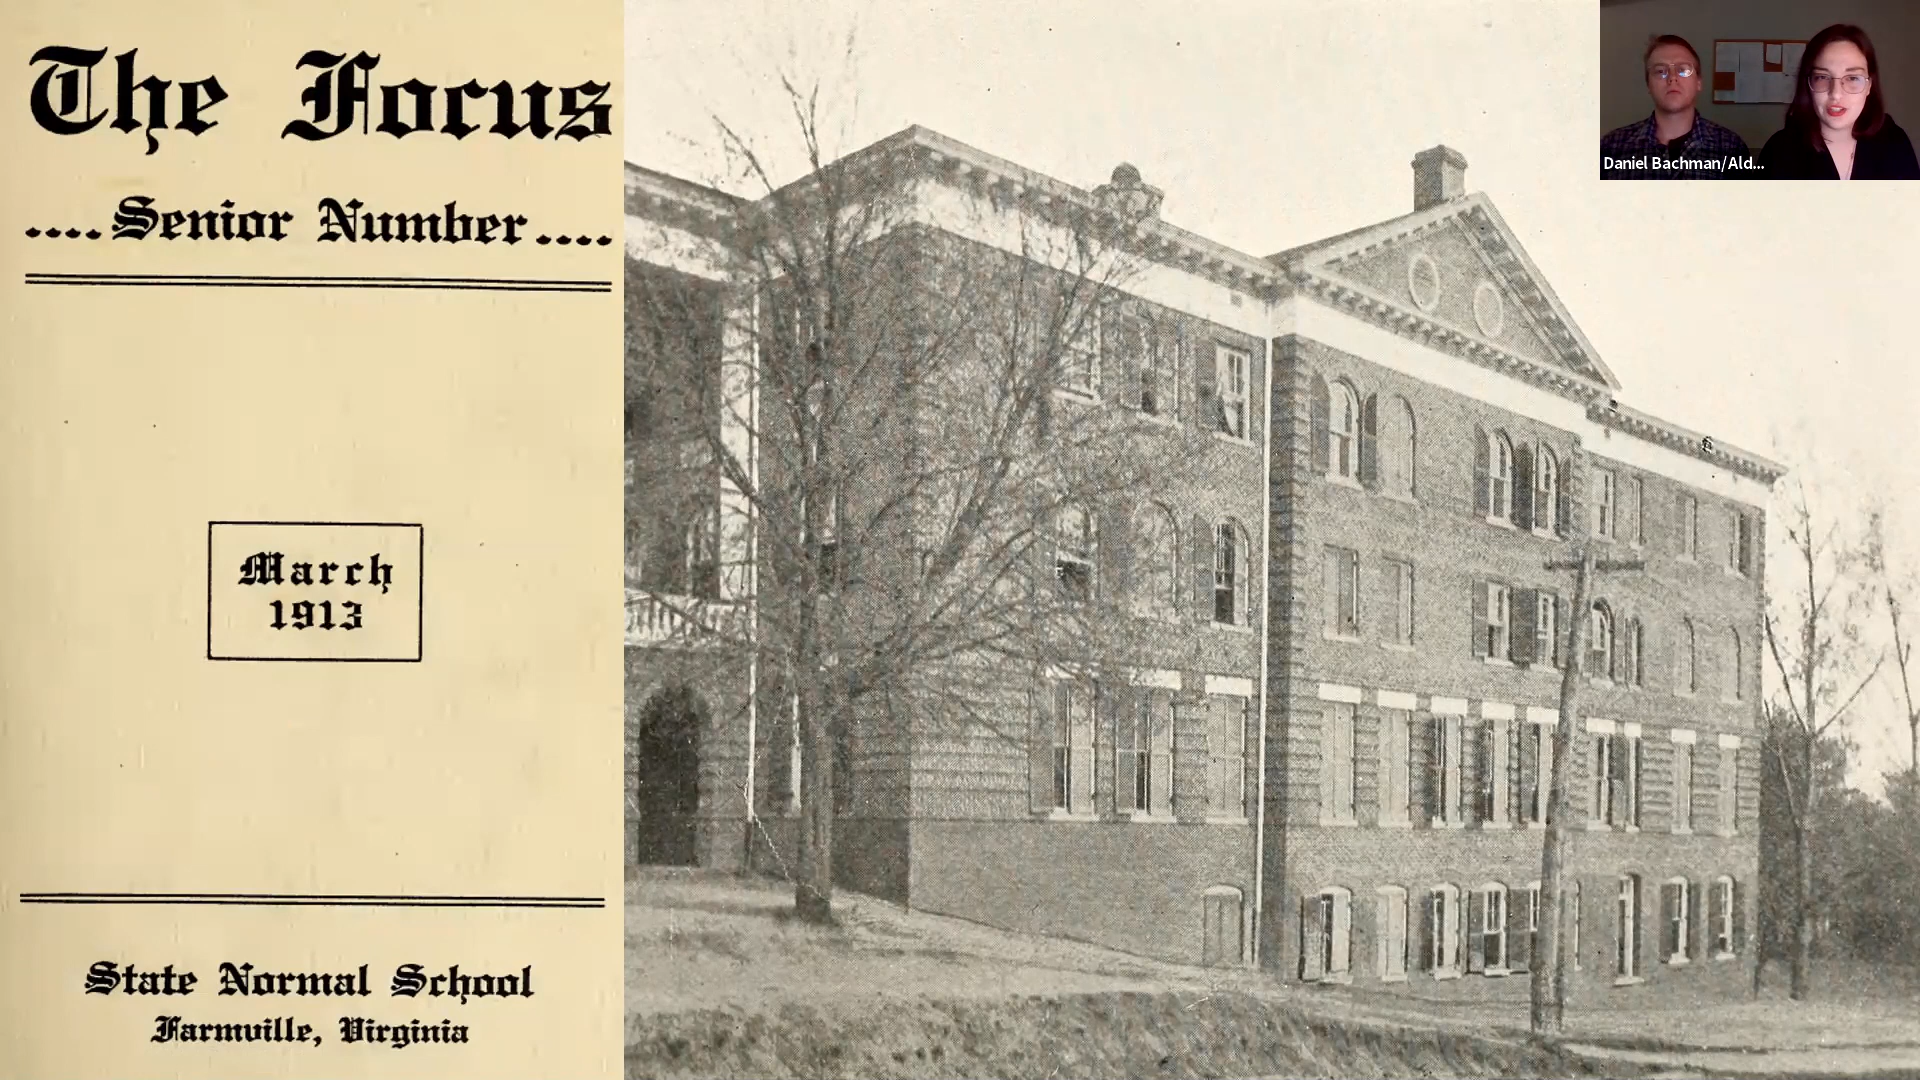 The Focus
....Senior Number....
March
1913
State Normal School
Farmville, Virginia
Daniel Bachman/Ald...